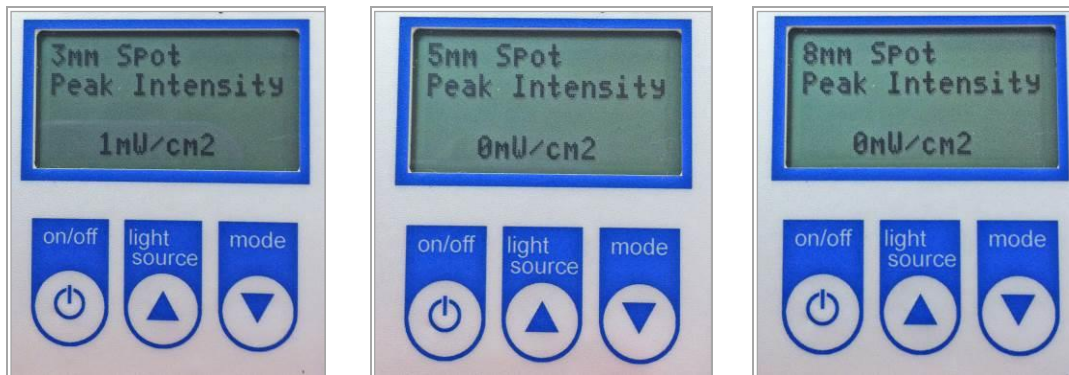 3mm Spot
Peak Intensity
1mW/cm2
on/off
light
source
mode
5mm Spot
Peak Intensity
0mW/cm2
on/off
light
source
mode
8mm Spot
Peak Intensity
0mW/cm2
on/off
light
source
mode